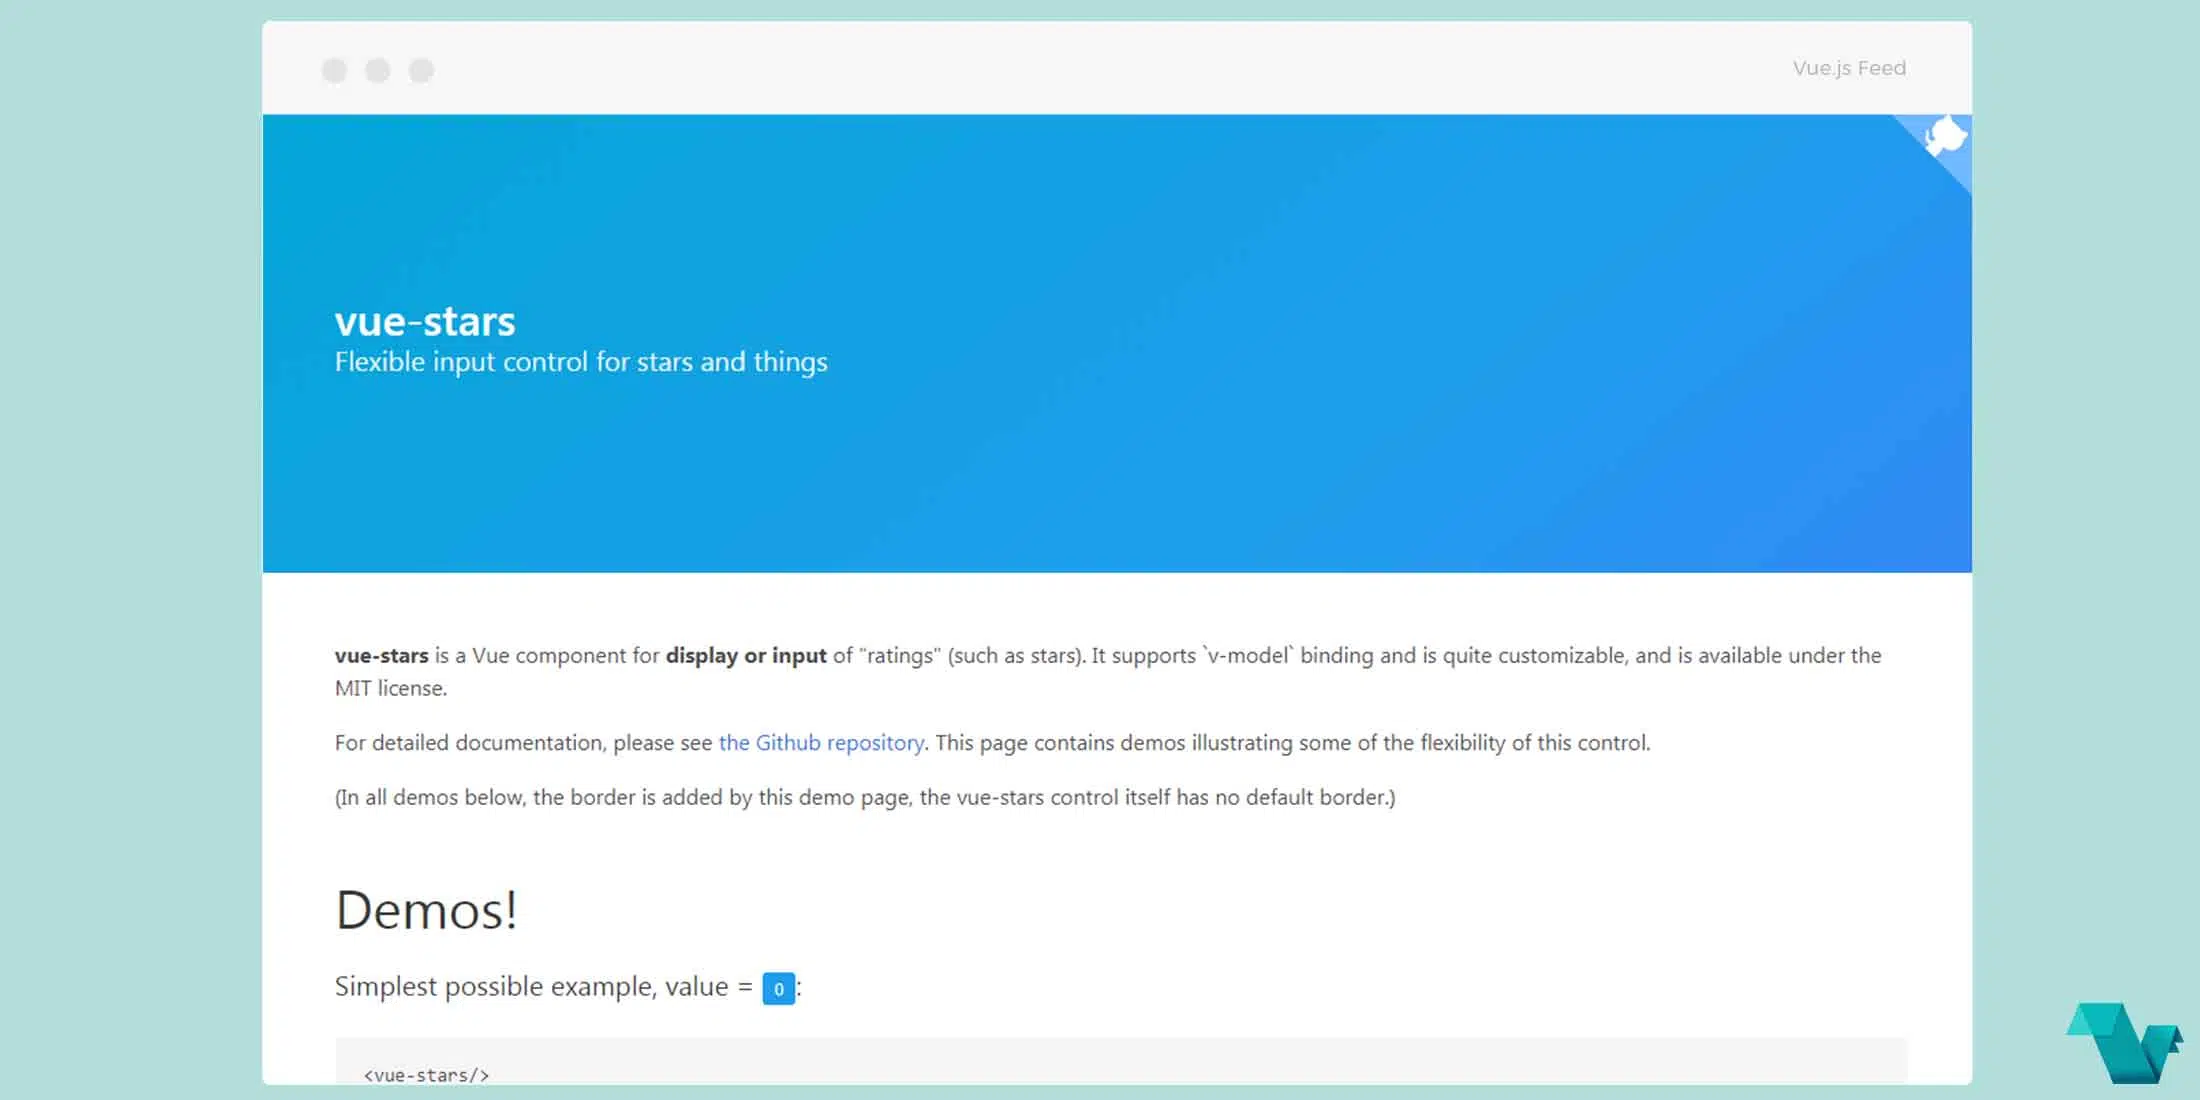 Vue.js Feed
vue-stars
Flexible input control for stars and things
vue-stars is a Vue component for display or input of "ratings" (such as stars). It supports `v-model` binding and is quite customizable, and is available under the
MIT license.
For detailed documentation, please see the Github repository. This page contains demos illustrating some of the flexibility of this control.
(In all demos below, the border is added by this demo page, the vue-stars control itself has no default border.)
Demos!
Simplest possible example, value = 0:
<vue-stars/>